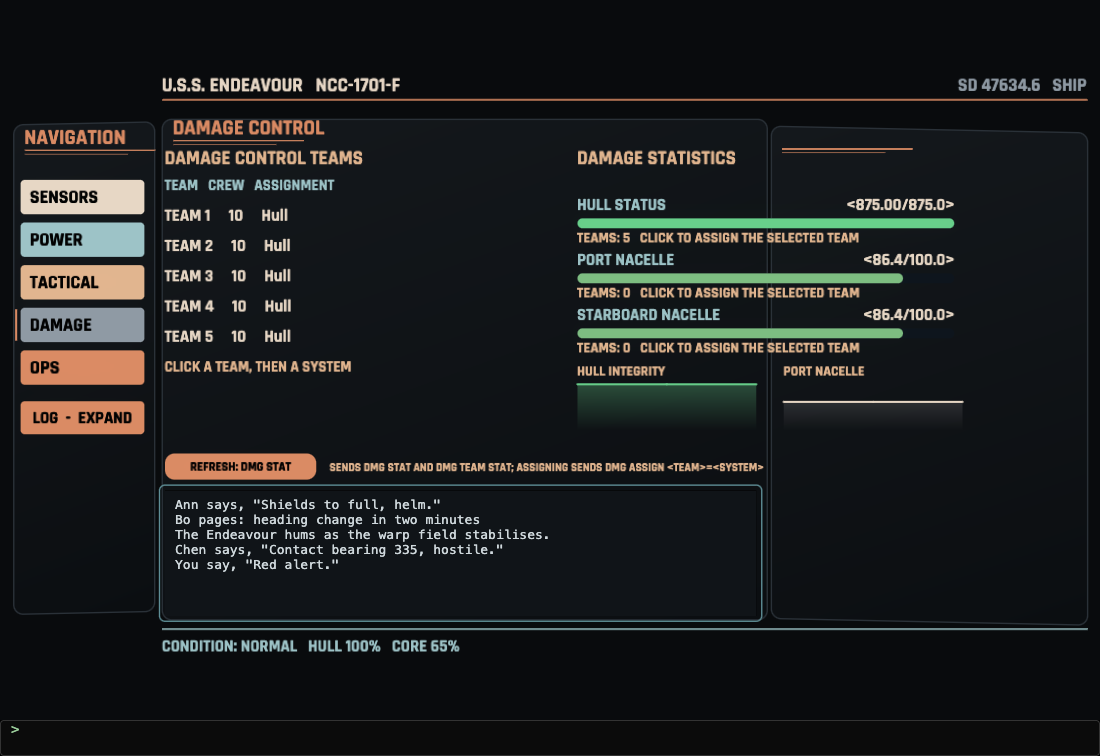 U.S.S. ENDEAVOUR NCC-1701-F
SD 47634.6 SHIP
NAVIGATION
SENSORS
POWER
TACTICAL
DAMAGE
OPS
LOG - EXPAND
DAMAGE CONTROL
DAMAGE CONTROL TEAMS
TEAM CREW ASSIGNMENT
TEAM 1 10 Hull
TEAM 2 10 Hull
TEAM 3 10 Hull
TEAM 4 10 Hull
TEAM 5 10 Hull
CLICK A TEAM, THEN A SYSTEM
DAMAGE STATISTICS
HULL STATUS <875.00/875.0>
TEAMS: 5 CLICK TO ASSIGN THE SELECTED TEAM
PORT NACELLE <86.4/100.0>
TEAMS: 0 CLICK TO ASSIGN THE SELECTED TEAM
STARBOARD NACELLE <86.4/100.0>
TEAMS: 0 CLICK TO ASSIGN THE SELECTED TEAM
HULL INTEGRITY
PORT NACELLE
REFRESH: DMG STAT
SENDS DMG STAT AND DMG TEAM STAT; ASSIGNING SENDS DMG ASSIGN <TEAM>=<SYSTEM>
Ann says, "Shields to full, helm."
Bo pages: heading change in two minutes
The Endeavour hums as the warp field stabilises.
Chen says, "Contact bearing 335, hostile."
You say, "Red alert."
CONDITION: NORMAL HULL 100% CORE 65%
>